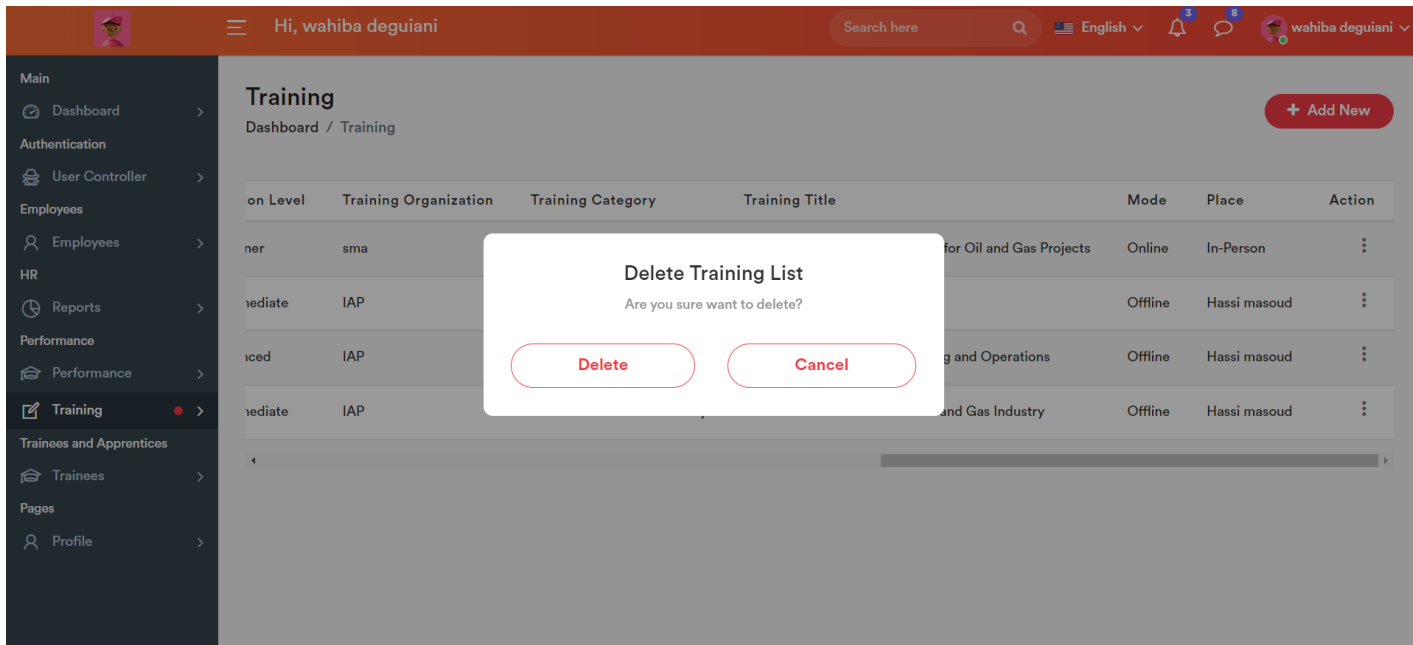 Hi, wahiba deguiani
Search here
English
3
8
wahiba deguiani
Main
Dashboard
Authentication
User Controller
Employees
Employees
HR
Reports
Performance
Performance
Training
Trainees and Apprentices
Trainees
Pages
Profile
Training
Dashboard / Training
+ Add New
on Level Training Organization Training Category Training Title Mode Place Action
ner sma for Oil and Gas Projects Online In-Person
nediate IAP Offline Hassi masoud
nced IAP and Operations Offline Hassi masoud
nediate IAP and Gas Industry Offline Hassi masoud
Delete Training List
Are you sure want to delete?
Delete Cancel